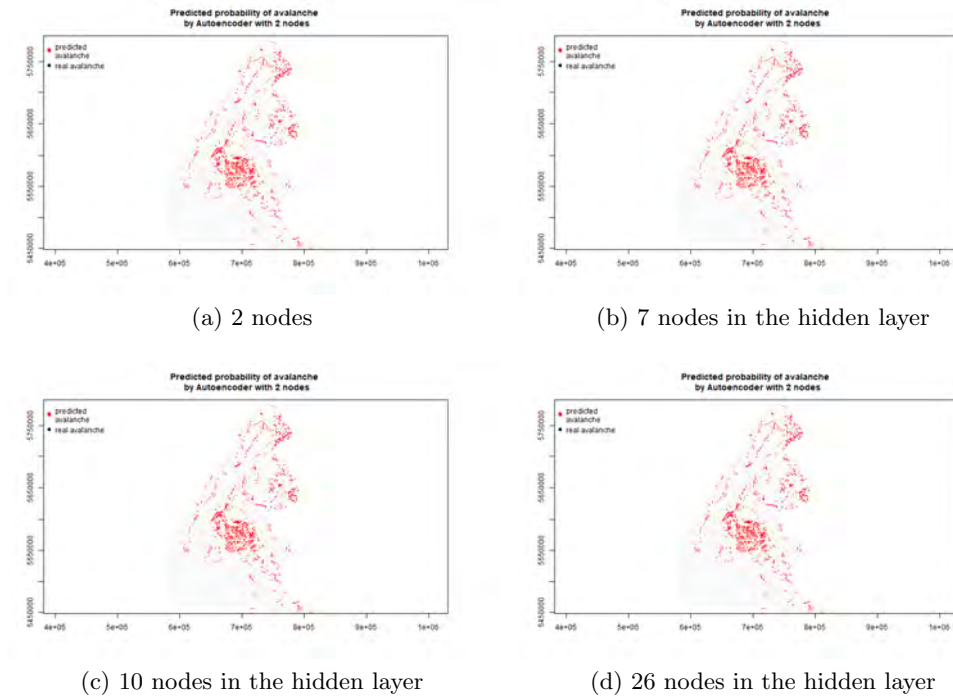 Predicted probability of avalanche
by Autoencoder with 2 nodes
predicted
avalanche
real avalanche
5750000
5650000
5550000
5450000
4e+05 5e+05 6e+05 7e+05 8e+05 9e+05 1e+06
(a) 2 nodes
Predicted probability of avalanche
by Autoencoder with 2 nodes
predicted
avalanche
real avalanche
5750000
5650000
5550000
5450000
4e+05 5e+05 6e+05 7e+05 8e+05 9e+05 1e+06
(b) 7 nodes in the hidden layer
Predicted probability of avalanche
by Autoencoder with 2 nodes
predicted
avalanche
real avalanche
5750000
5650000
5550000
5450000
4e+05 5e+05 6e+05 7e+05 8e+05 9e+05 1e+06
(c) 10 nodes in the hidden layer
Predicted probability of avalanche
by Autoencoder with 2 nodes
predicted
avalanche
real avalanche
5750000
5650000
5550000
5450000
4e+05 5e+05 6e+05 7e+05 8e+05 9e+05 1e+06
(d) 26 nodes in the hidden layer